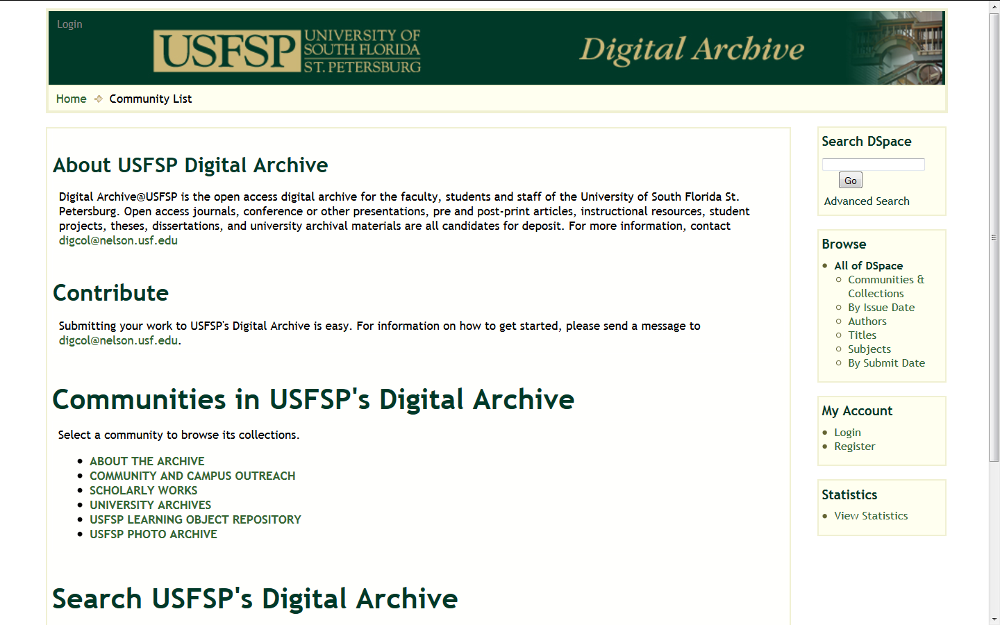 Login
USFSP
UNIVERSITY OF
SOUTH FLORIDA
ST. PETERSBURG
Digital Archive
Home
Community List
About USFSP Digital Archive
Digital Archive@USFSP is the open access digital archive for the faculty, students and staff of the University of South Florida St.
Petersburg. Open access journals, conference or other presentations, pre and post-print articles, instructional resources, student
projects, theses, dissertations, and university archival materials are all candidates for deposit. For more information, contact
digcol@nelson.usf.edu
Contribute
Submitting your work to USFSP's Digital Archive is easy. For information on how to get started, please send a message to
digcol@nelson.usf.edu.
Communities in USFSP's Digital Archive
Select a community to browse its collections.
ABOUT THE ARCHIVE
COMMUNITY AND CAMPUS OUTREACH
SCHOLARLY WORKS
UNIVERSITY ARCHIVES
USFSP LEARNING OBJECT REPOSITORY
USFSP PHOTO ARCHIVE
Search USFSP's Digital Archive
Search DSpace
Go
Advanced Search
Browse
All of DSpace
Communities &
Collections
By Issue Date
Authors
Titles
Subjects
By Submit Date
My Account
Login
Register
Statistics
View Statistics